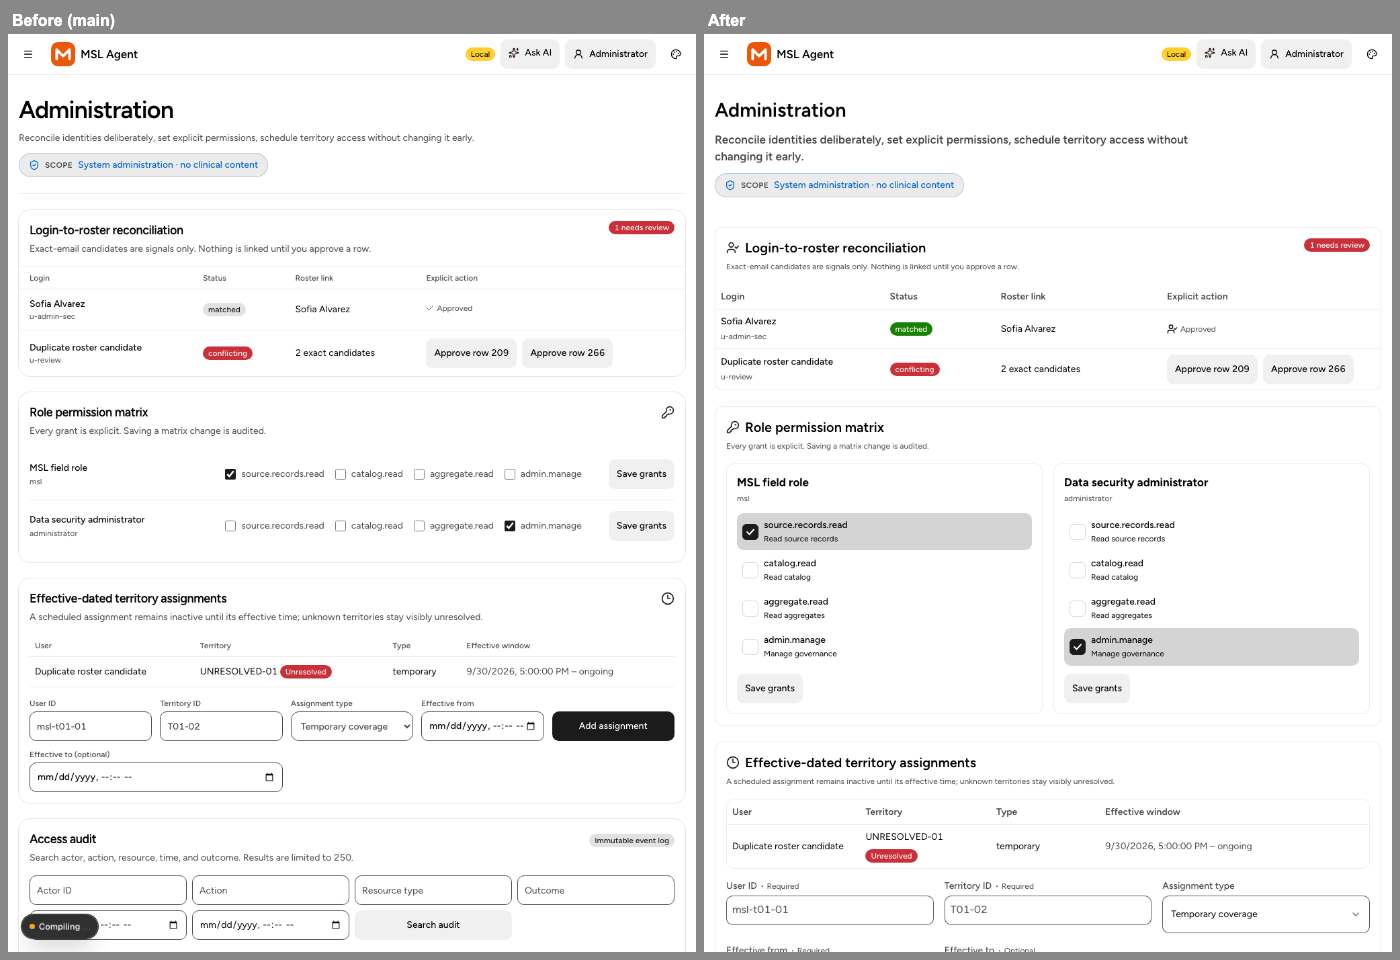 Before (main)
MSL Agent
Local
Ask AI
Administrator
Administration
Reconcile identities deliberately, set explicit permissions, schedule territory access without changing it early.
SCOPE System administration · no clinical content
Login-to-roster reconciliation
1 needs review
Exact-email candidates are signals only. Nothing is linked until you approve a row.
Login Status Roster link Explicit action
Sofia Alvarez
u-admin-sec
matched
Sofia Alvarez
Approved
Duplicate roster candidate
u-review
conflicting
2 exact candidates
Approve row 209
Approve row 266
Role permission matrix
Every grant is explicit. Saving a matrix change is audited.
MSL field role
msl
source.records.read catalog.read aggregate.read admin.manage
Save grants
Data security administrator
administrator
source.records.read catalog.read aggregate.read admin.manage
Save grants
Effective-dated territory assignments
A scheduled assignment remains inactive until its effective time; unknown territories stay visibly unresolved.
User Territory Type Effective window
Duplicate roster candidate UNRESOLVED-01 Unresolved temporary 9/30/2026, 5:00:00 PM – ongoing
User ID Territory ID Assignment type Effective from
msl-t01-01 T01-02 Temporary coverage mm/dd/yyyy, --:-- -- Add assignment
Effective to (optional)
mm/dd/yyyy, --:-- --
Access audit
Immutable event log
Search actor, action, resource, time, and outcome. Results are limited to 250.
Actor ID Action Resource type Outcome
Compiling ...
--:-- -- mm/dd/yyyy, --:-- -- Search audit
After
MSL Agent
Local
Ask AI
Administrator
Administration
Reconcile identities deliberately, set explicit permissions, schedule territory access without
changing it early.
SCOPE System administration · no clinical content
Login-to-roster reconciliation
1 needs review
Exact-email candidates are signals only. Nothing is linked until you approve a row.
Login Status Roster link Explicit action
Sofia Alvarez
u-admin-sec
matched
Sofia Alvarez
Approved
Duplicate roster candidate
u-review
conflicting
2 exact candidates
Approve row 209
Approve row 266
Role permission matrix
Every grant is explicit. Saving a matrix change is audited.
MSL field role
msl
source.records.read
Read source records
catalog.read
Read catalog
aggregate.read
Read aggregates
admin.manage
Manage governance
Save grants
Data security administrator
administrator
source.records.read
Read source records
catalog.read
Read catalog
aggregate.read
Read aggregates
admin.manage
Manage governance
Save grants
Effective-dated territory assignments
A scheduled assignment remains inactive until its effective time; unknown territories stay visibly unresolved.
User Territory Type Effective window
Duplicate roster candidate
UNRESOLVED-01
Unresolved
temporary
9/30/2026, 5:00:00 PM – ongoing
User ID • Required
Territory ID • Required
Assignment type
msl-t01-01
T01-02
Temporary coverage
Effective from • Required
Effective to • Optional